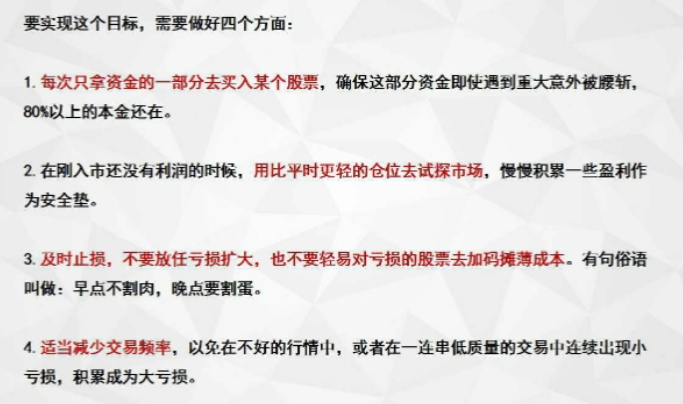 要实现这个目标，需要做好四个方面：
1. 每次只拿资金的一部分去买入某个股票，确保这部分资金即使遇到重大意外被腰斩，
80%以上的本金还在。
2. 在刚入市还没有利润的时候，用比平时更轻的仓位去试探市场，慢慢积累一些盈利作
为安全垫。
3. 及时止损，不要放任亏损扩大，也不要轻易对亏损的股票去加码摊薄成本。有句俗语
叫做：早点不割肉，晚点要割蛋。
4. 适当减少交易频率，以免在不好的行情中，或者在一连串低质量的交易中连续出现小
亏损，积累成为大亏损。